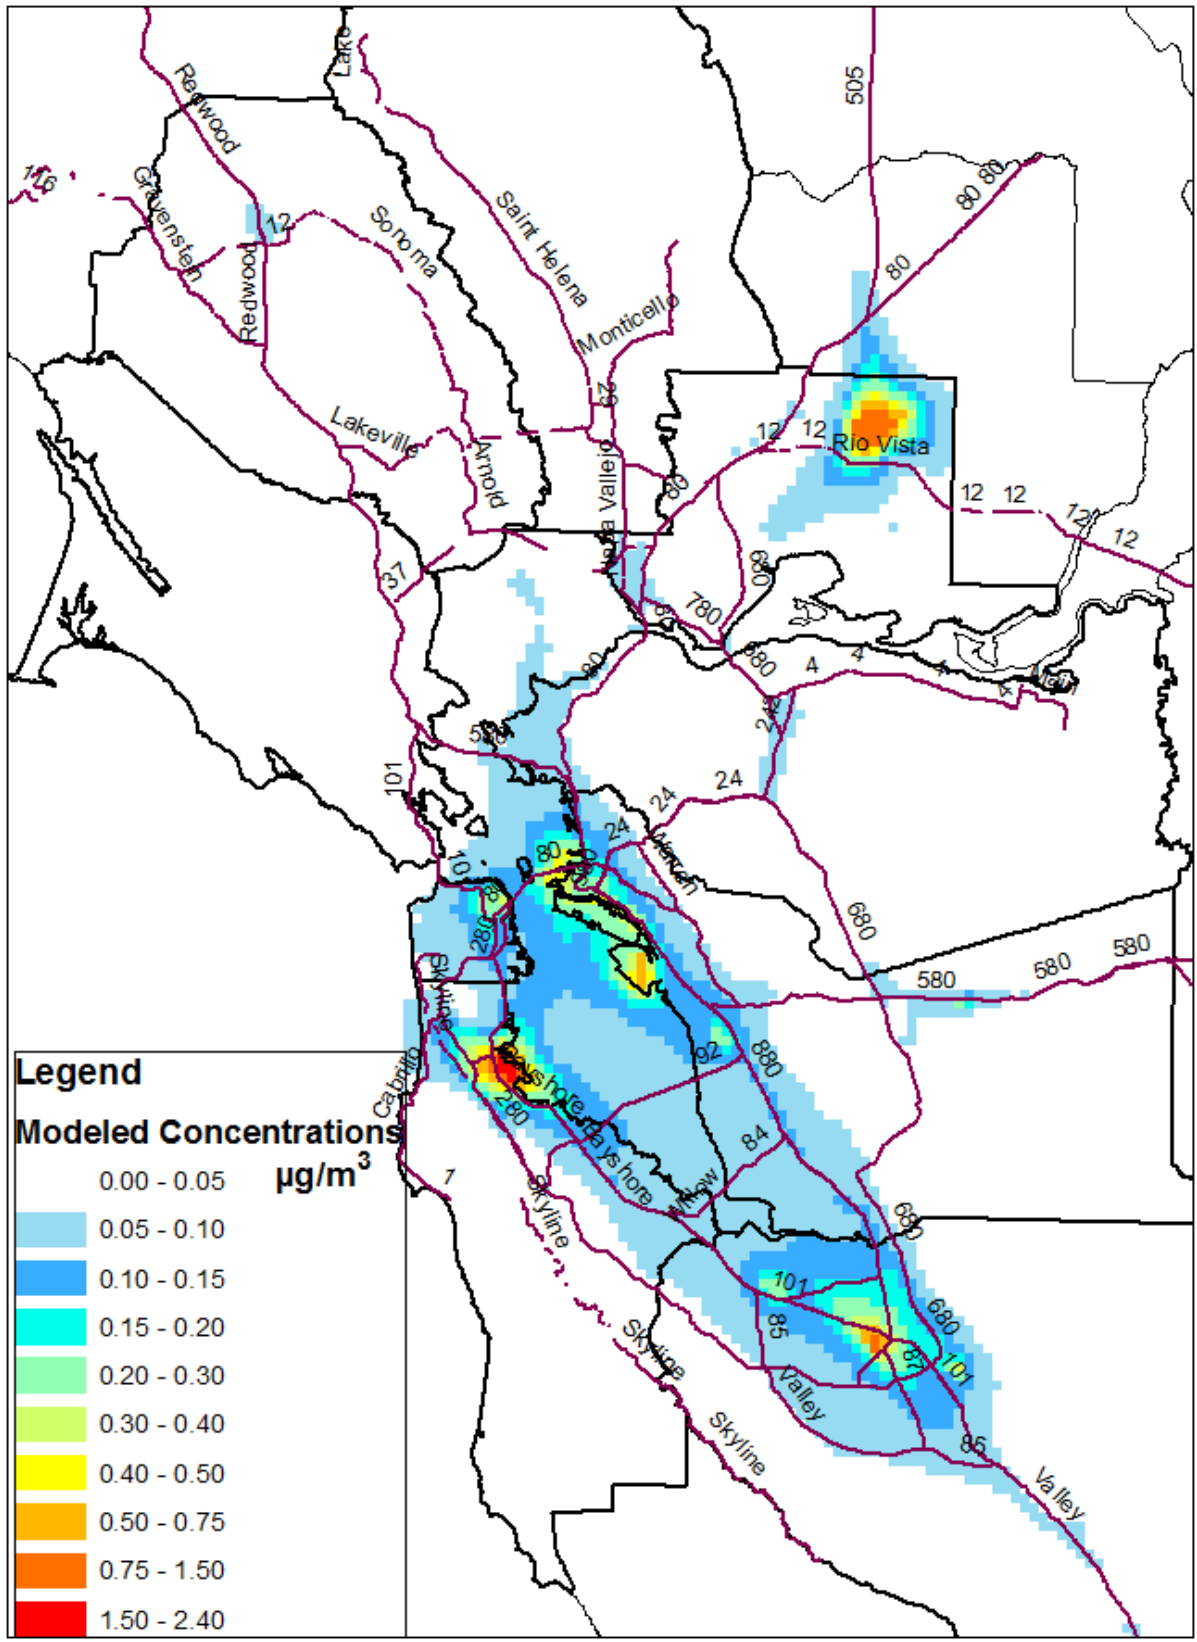 Lake
Redwood
505
116
Gravenstein
80 80
12
Sonoma
Saint Helena
80
Redwood
Monticello
29
Lakeville
12
12
Rio Vista
Arnold
80
12
12
12
12
37
680
780
680
80
4
4
4
4
Main
242
101
24
24
24
80
Warren
10
80
280
680
580
580
580
Skyline
92
880
Bayshore
Cabrillo
280
Bayshore
84
1
Willow
Skyline
680
101
680
85
Skyline
87
101
Valley
Skyline
85
Valley
Legend
Modeled Concentrations
µg/m³
0.00 - 0.05
0.05 - 0.10
0.10 - 0.15
0.15 - 0.20
0.20 - 0.30
0.30 - 0.40
0.40 - 0.50
0.50 - 0.75
0.75 - 1.50
1.50 - 2.40